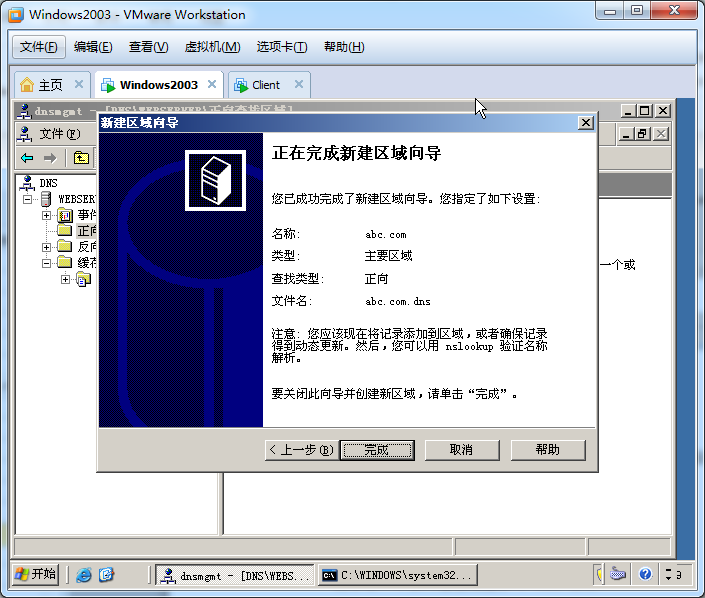 Windows2003 - VMware Workstation
文件(F) 编辑(E) 查看(V) 虚拟机(M) 选项卡(T) 帮助(H)
主页 Windows2003 Client
dnsmgmt - [DNS\WEBSERVER\正向查找区域]
新建区域向导
文件(F)
DNS
WEBSERV
事件
正向
反向
缓存
一个或
正在完成新建区域向导
您已成功完成了新建区域向导。您指定了如下设置:
名称: abc.com
类型: 主要区域
查找类型: 正向
文件名: abc.com.dns
注意: 您应该现在将记录添加到区域，或者确保记录
得到动态更新。然后，您可以用 nslookup 验证名称
解析。
要关闭此向导并创建新区域，请单击“完成”。
< 上一步(B) 完成 取消 帮助
开始 dnsmgmt - [DNS\WEBS... C:\WINDOWS\system32... 3